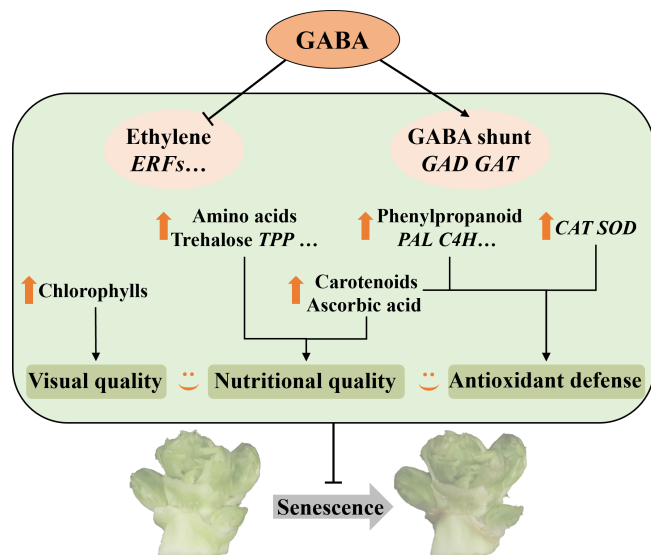 GABA
Ethylene
ERFs…
GABA shunt
GAD GAT
Amino acids
Trehalose TPP …
Phenylpropanoid
PAL C4H…
CAT SOD
Chlorophylls
Carotenoids
Ascorbic acid
Visual quality
Nutritional quality
Antioxidant defense
Senescence